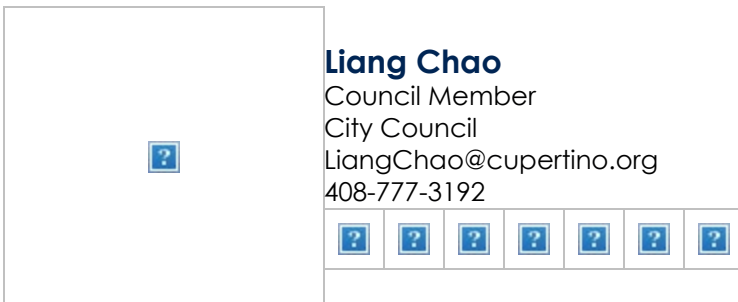 Liang Chao
Council Member
City Council
LiangChao@cupertino.org
408-777-3192